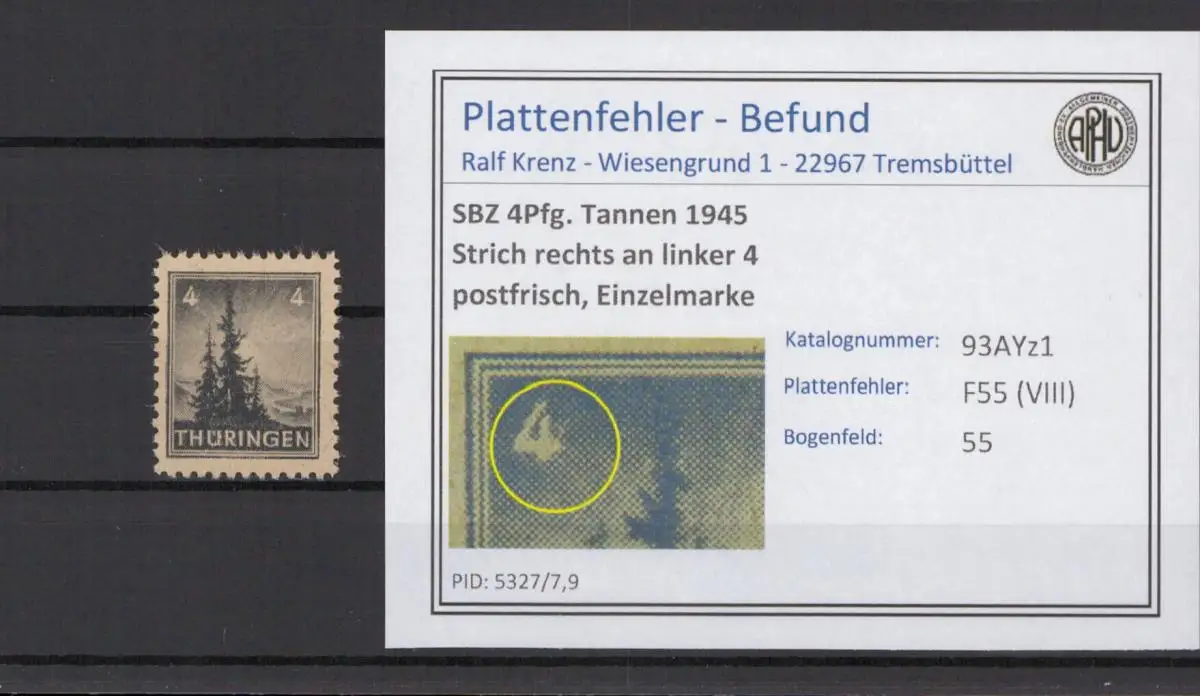 4 4
THÜRINGEN
Plattenfehler - Befund
Ralf Krenz - Wiesengrund 1 - 22967 Tremsbüttel
APHV
SBZ 4Pfg. Tannen 1945
Strich rechts an linker 4
postfrisch, Einzelmarke
4
Katalognummer: 93AYz1
Plattenfehler: F55 (VIII)
Bogenfeld: 55
PID: 5327/7,9